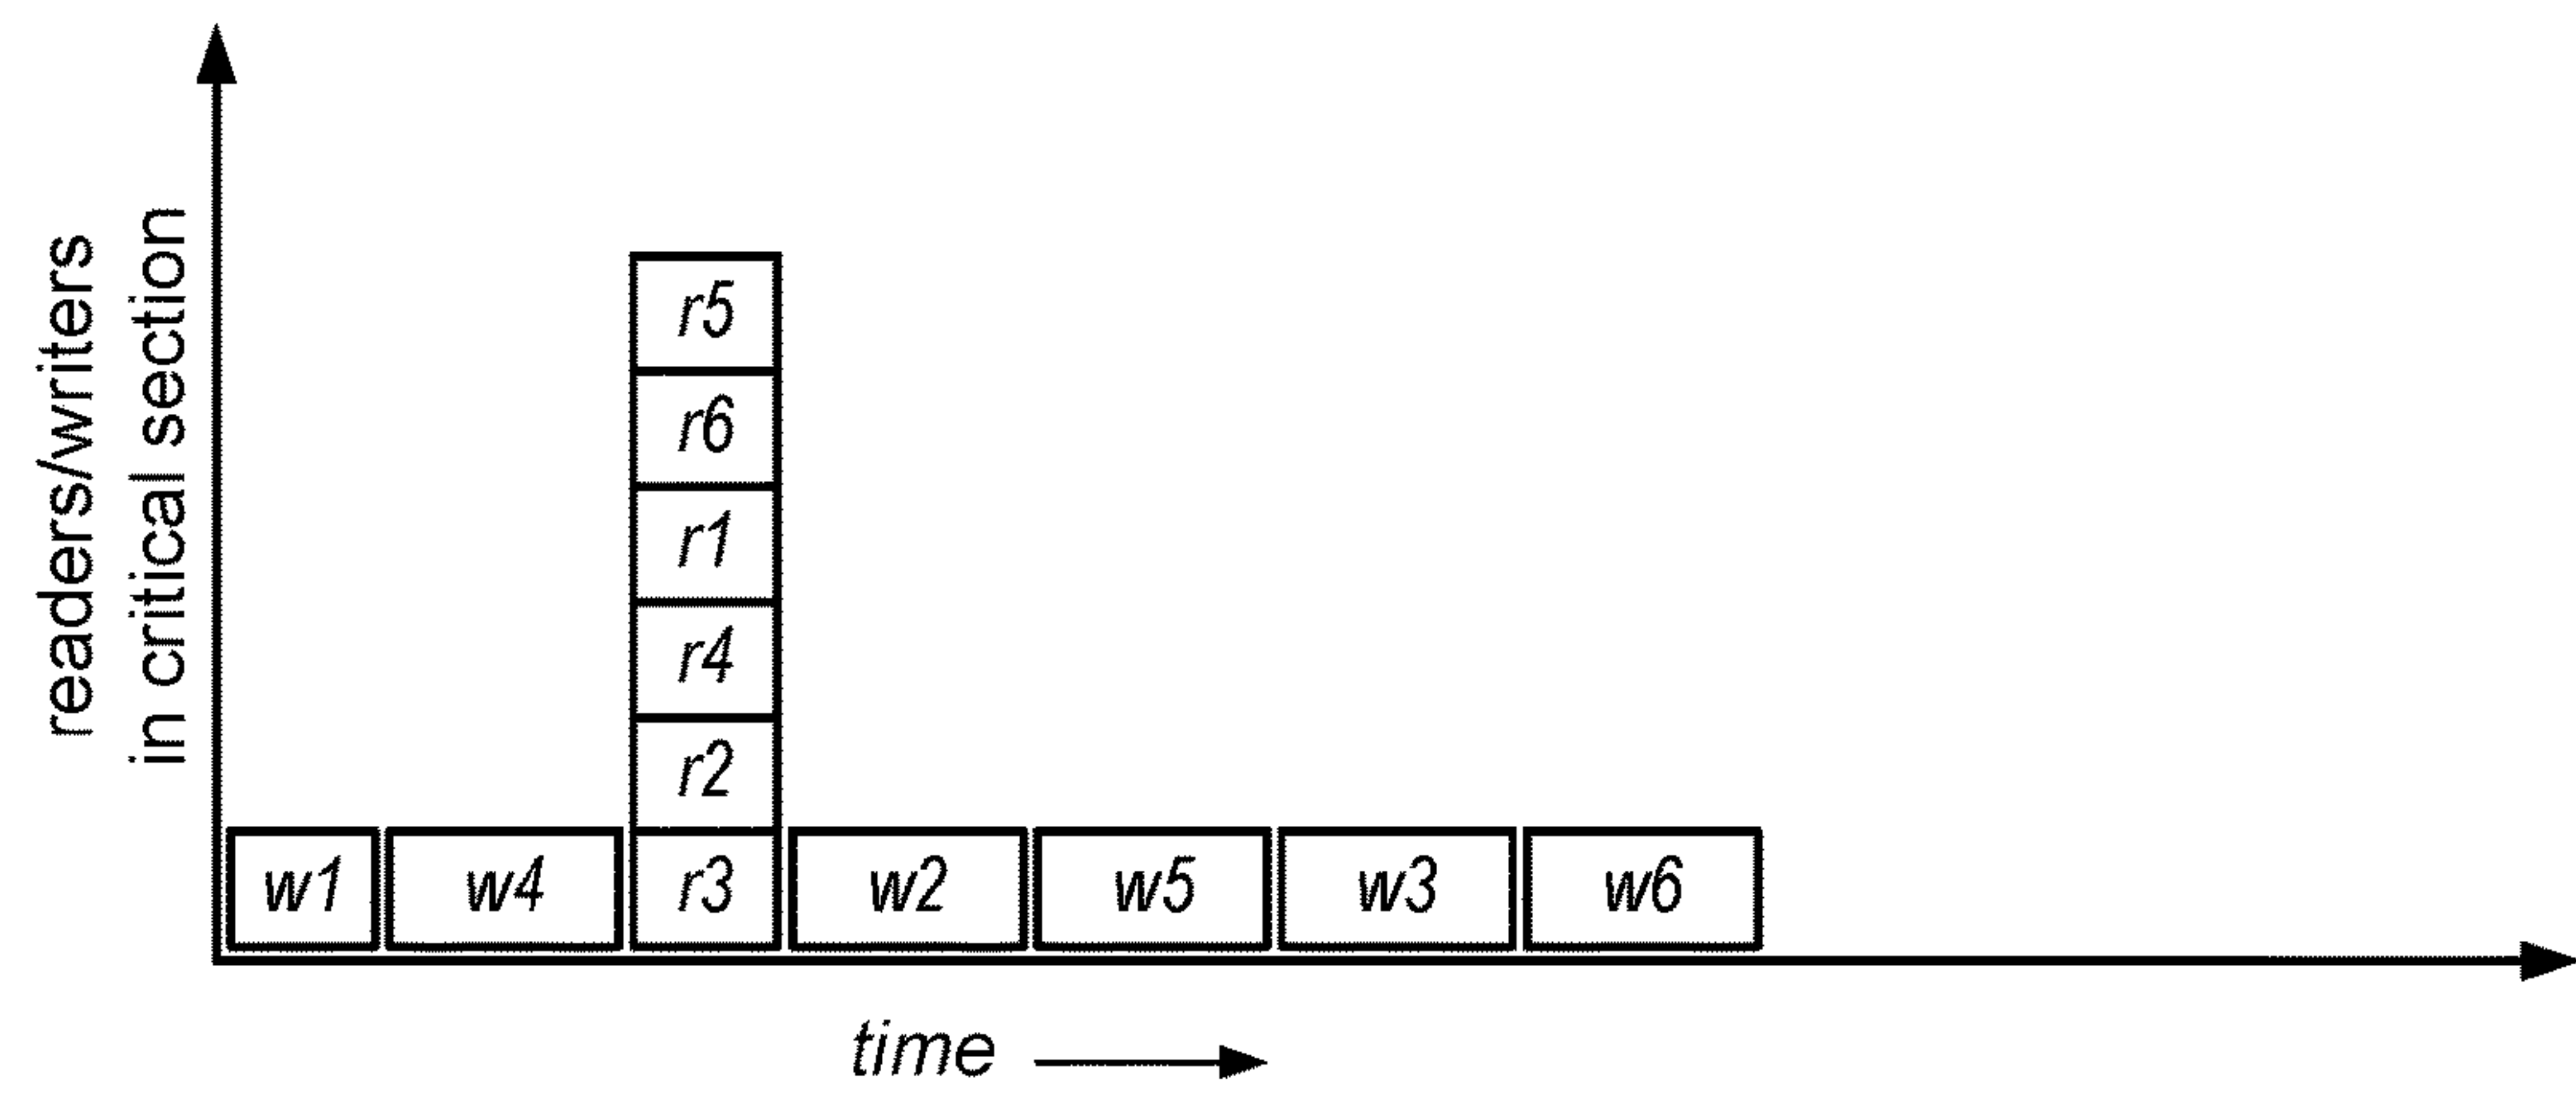 readers/writers
in critical section
r5
r6
r1
r4
r2
w1 w4 r3 w2 w5 w3 w6
time